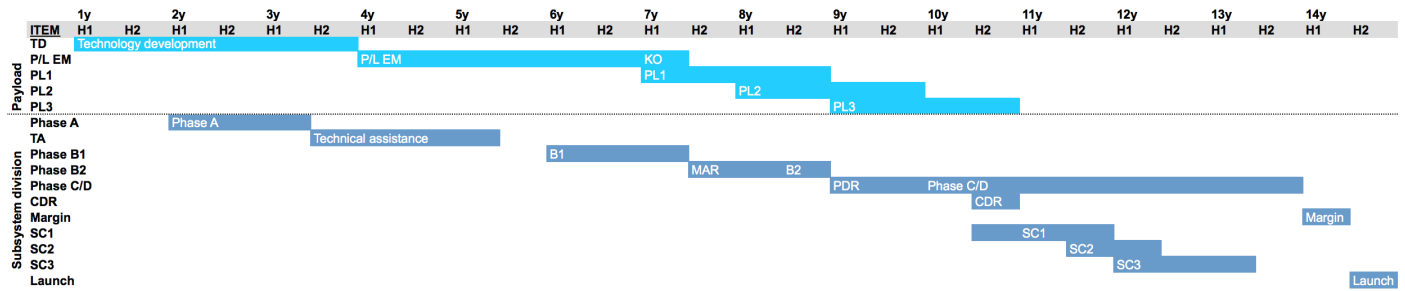 1y 2y 3y 4y 5y 6y 7y 8y 9y 10y 11y 12y 13y 14y
ITEM H1 H2 H1 H2 H1 H2 H1 H2 H1 H2 H1 H2 H1 H2 H1 H2 H1 H2 H1 H2 H1 H2 H1 H2 H1 H2 H1 H2
Payload
TD Technology development
P/L EM P/L EM KO
PL1 PL1
PL2 PL2
PL3 PL3
Subsystem division
Phase A Phase A
TA Technical assistance
Phase B1 B1
Phase B2 MAR B2
Phase C/D PDR Phase C/D
CDR CDR
Margin Margin
SC1 SC1
SC2 SC2
SC3 SC3
Launch Launch